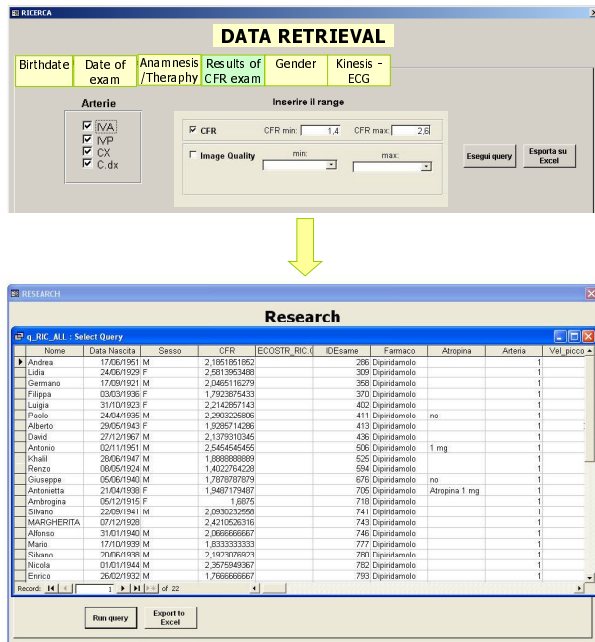 RICERCA
DATA RETRIEVAL
Birthdate Date of exam Anamnesis /Theraphy Results of CFR exam Gender Kinesis - ECG
Arterie
IVA
IVP
CX
C.dx
Inserire il range
CFR CFR min: 1,4 CFR max: 2,6
Image Quality min: max:
Esegui query
Esporta su Excel
RESEARCH
Research
q_RIC_ALL : Select Query
Nome Data Nascita Sesso CFR ECOSTR_RIC.( IDEsame Farmaco Atropina Arteria Vel_picco
Andrea 17/06/1951 M 2,1851851852 286 Dipiridamolo 1
Lidia 24/06/1929 F 2,5813953488 309 Dipiridamolo 1
Germano 17/09/1921 M 2,0465116279 358 Dipiridamolo 1
Filippa 03/03/1936 F 1,7923875433 370 Dipiridamolo 1
Luigia 31/10/1923 F 2,2142857143 402 Dipiridamolo 1
Paolo 24/04/1935 M 2,2903225806 411 Dipiridamolo no 1
Alberto 29/05/1943 F 1,9285714286 413 Dipiridamolo 1
David 27/12/1967 M 2,1379310345 436 Dipiridamolo 1
Antonio 02/11/1951 M 2,5454545455 506 Dipiridamolo 1 mg 1
Khalil 28/06/1947 M 1,8888888889 525 Dipiridamolo 1
Renzo 08/05/1924 M 1,4022764228 594 Dipiridamolo 1
Giuseppe 05/06/1940 M 1,7878787879 676 Dipiridamolo no 1
Antonietta 21/04/1938 F 1,9487179487 705 Dipiridamolo Atropina 1 mg 1
Ambrogina 05/12/1915 F 1,6875 718 Dipiridamolo 1
Silvano 22/09/1941 M 2,0930232558 741 Dipiridamolo 1
MARGHERITA 07/12/1928 2,4210526316 743 Dipiridamolo 1
Alfonso 31/01/1940 M 2,0666666667 746 Dipiridamolo 1
Mario 17/10/1939 M 1,8333333333 777 Dipiridamolo 1
Silvano 20/06/1938 M 2,1923076923 780 Dipiridamolo 1
Nicola 01/01/1944 M 2,3575949367 782 Dipiridamolo 1
Enrico 26/02/1932 M 1,7666666667 793 Dipiridamolo 1
Record: 1 of 22
Run query
Export to Excel